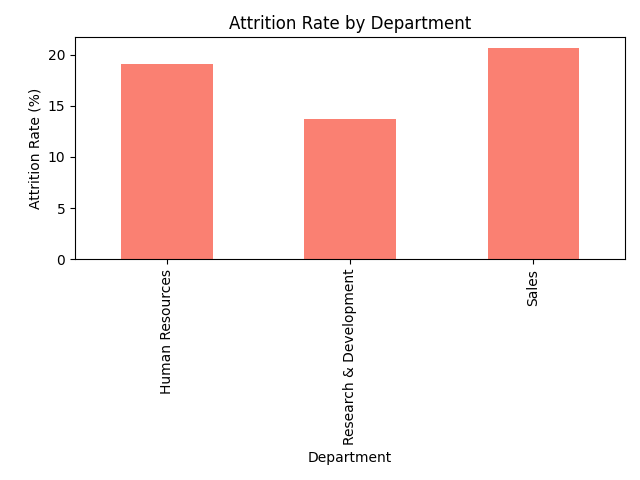 Attrition Rate by Department
Attrition Rate (%)
20
15
10
5
0
Human Resources
Research & Development
Sales
Department